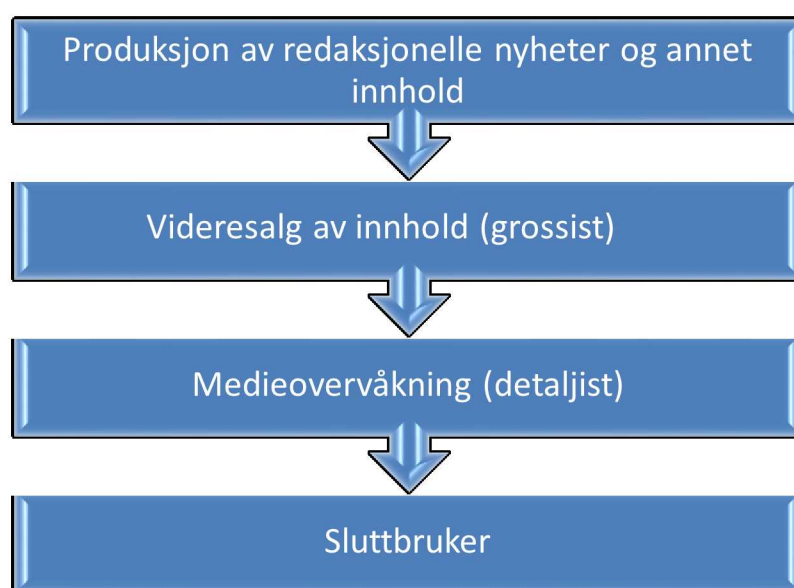 Produksjon av redaksjonelle nyheter og annet
innhold
Videresalg av innhold (grossist)
Medieovervåkning (detaljist)
Sluttbruker